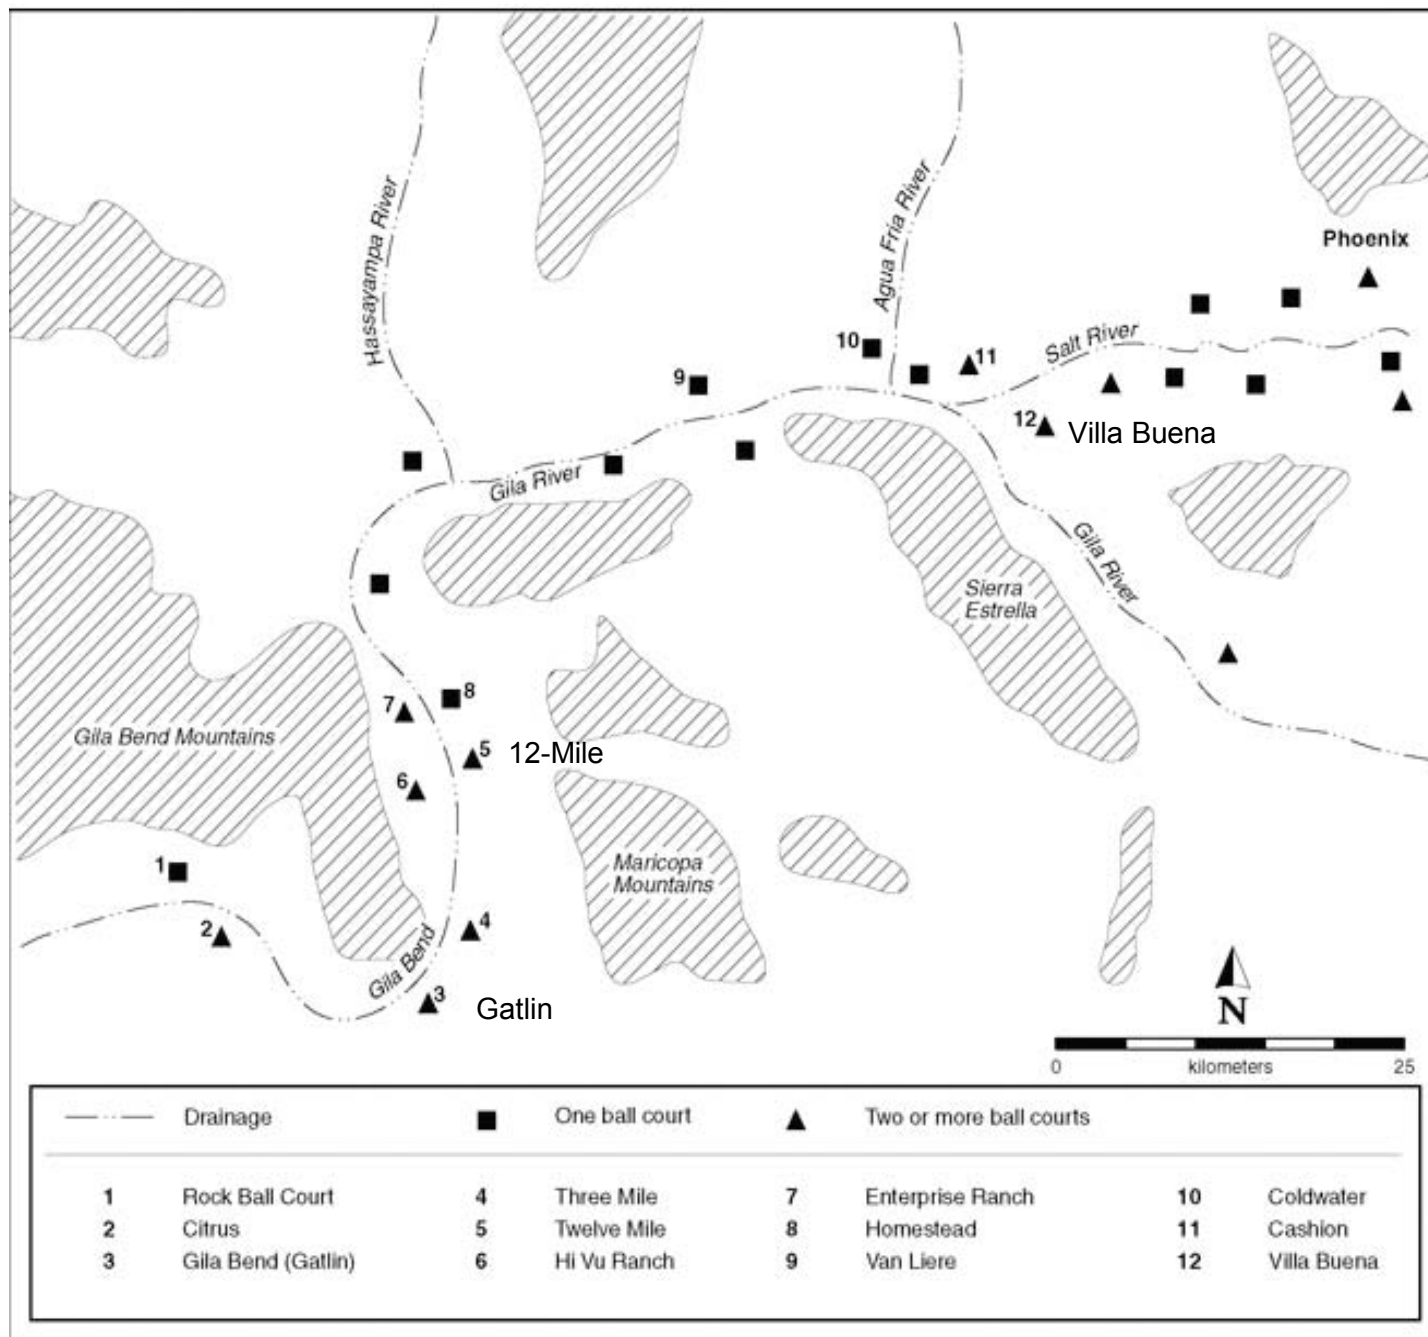 Phoenix
Hassayampa River
Agua Fria River
Salt River
10
11
9
12
Villa Buena
Gila River
Gila River
Sierra
Estrella
8
7
Gila Bend Mountains
5
12-Mile
6
1
Maricopa
Mountains
2
4
Gila Bend
3
Gatlin
N
0 kilometers 25
Drainage One ball court Two or more ball courts
1 Rock Ball Court 4 Three Mile 7 Enterprise Ranch 10 Coldwater
2 Citrus 5 Twelve Mile 8 Homestead 11 Cashion
3 Gila Bend (Gatlin) 6 Hi Vu Ranch 9 Van Liere 12 Villa Buena